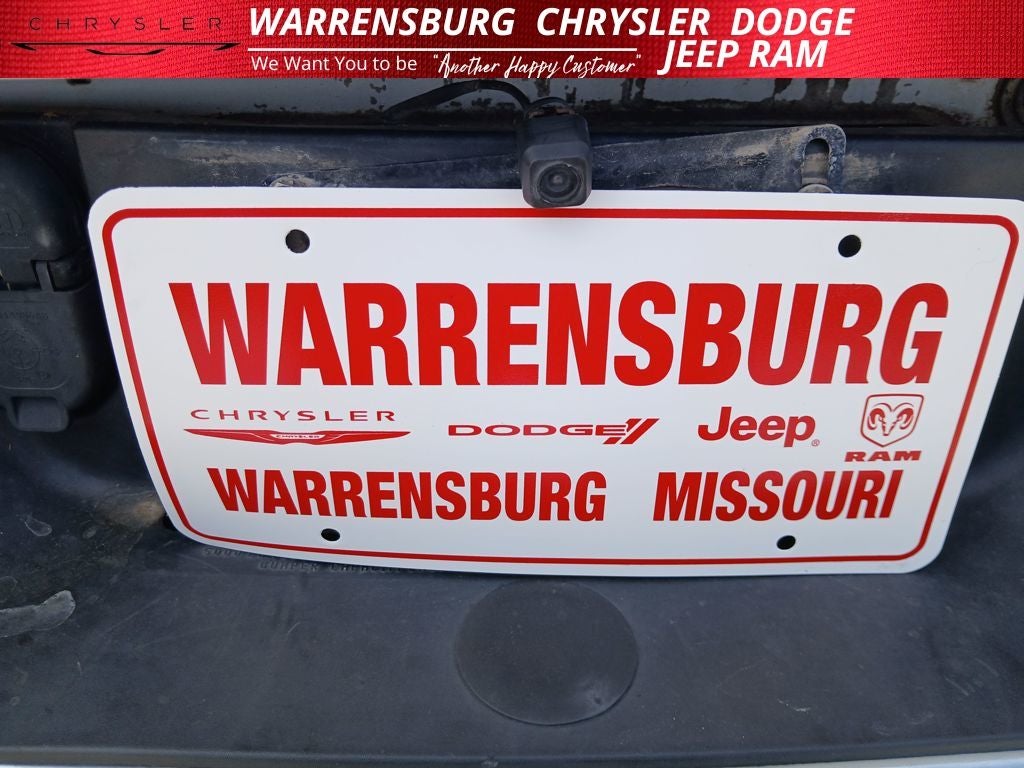 CHRYSLER
WARRENSBURG CHRYSLER DODGE
JEEP RAM
We Want You to be "Another Happy Customer"
WARRENSBURG
CHRYSLER
CHRYSLER
DODGE
Jeep®
RAM
WARRENSBURG MISSOURI